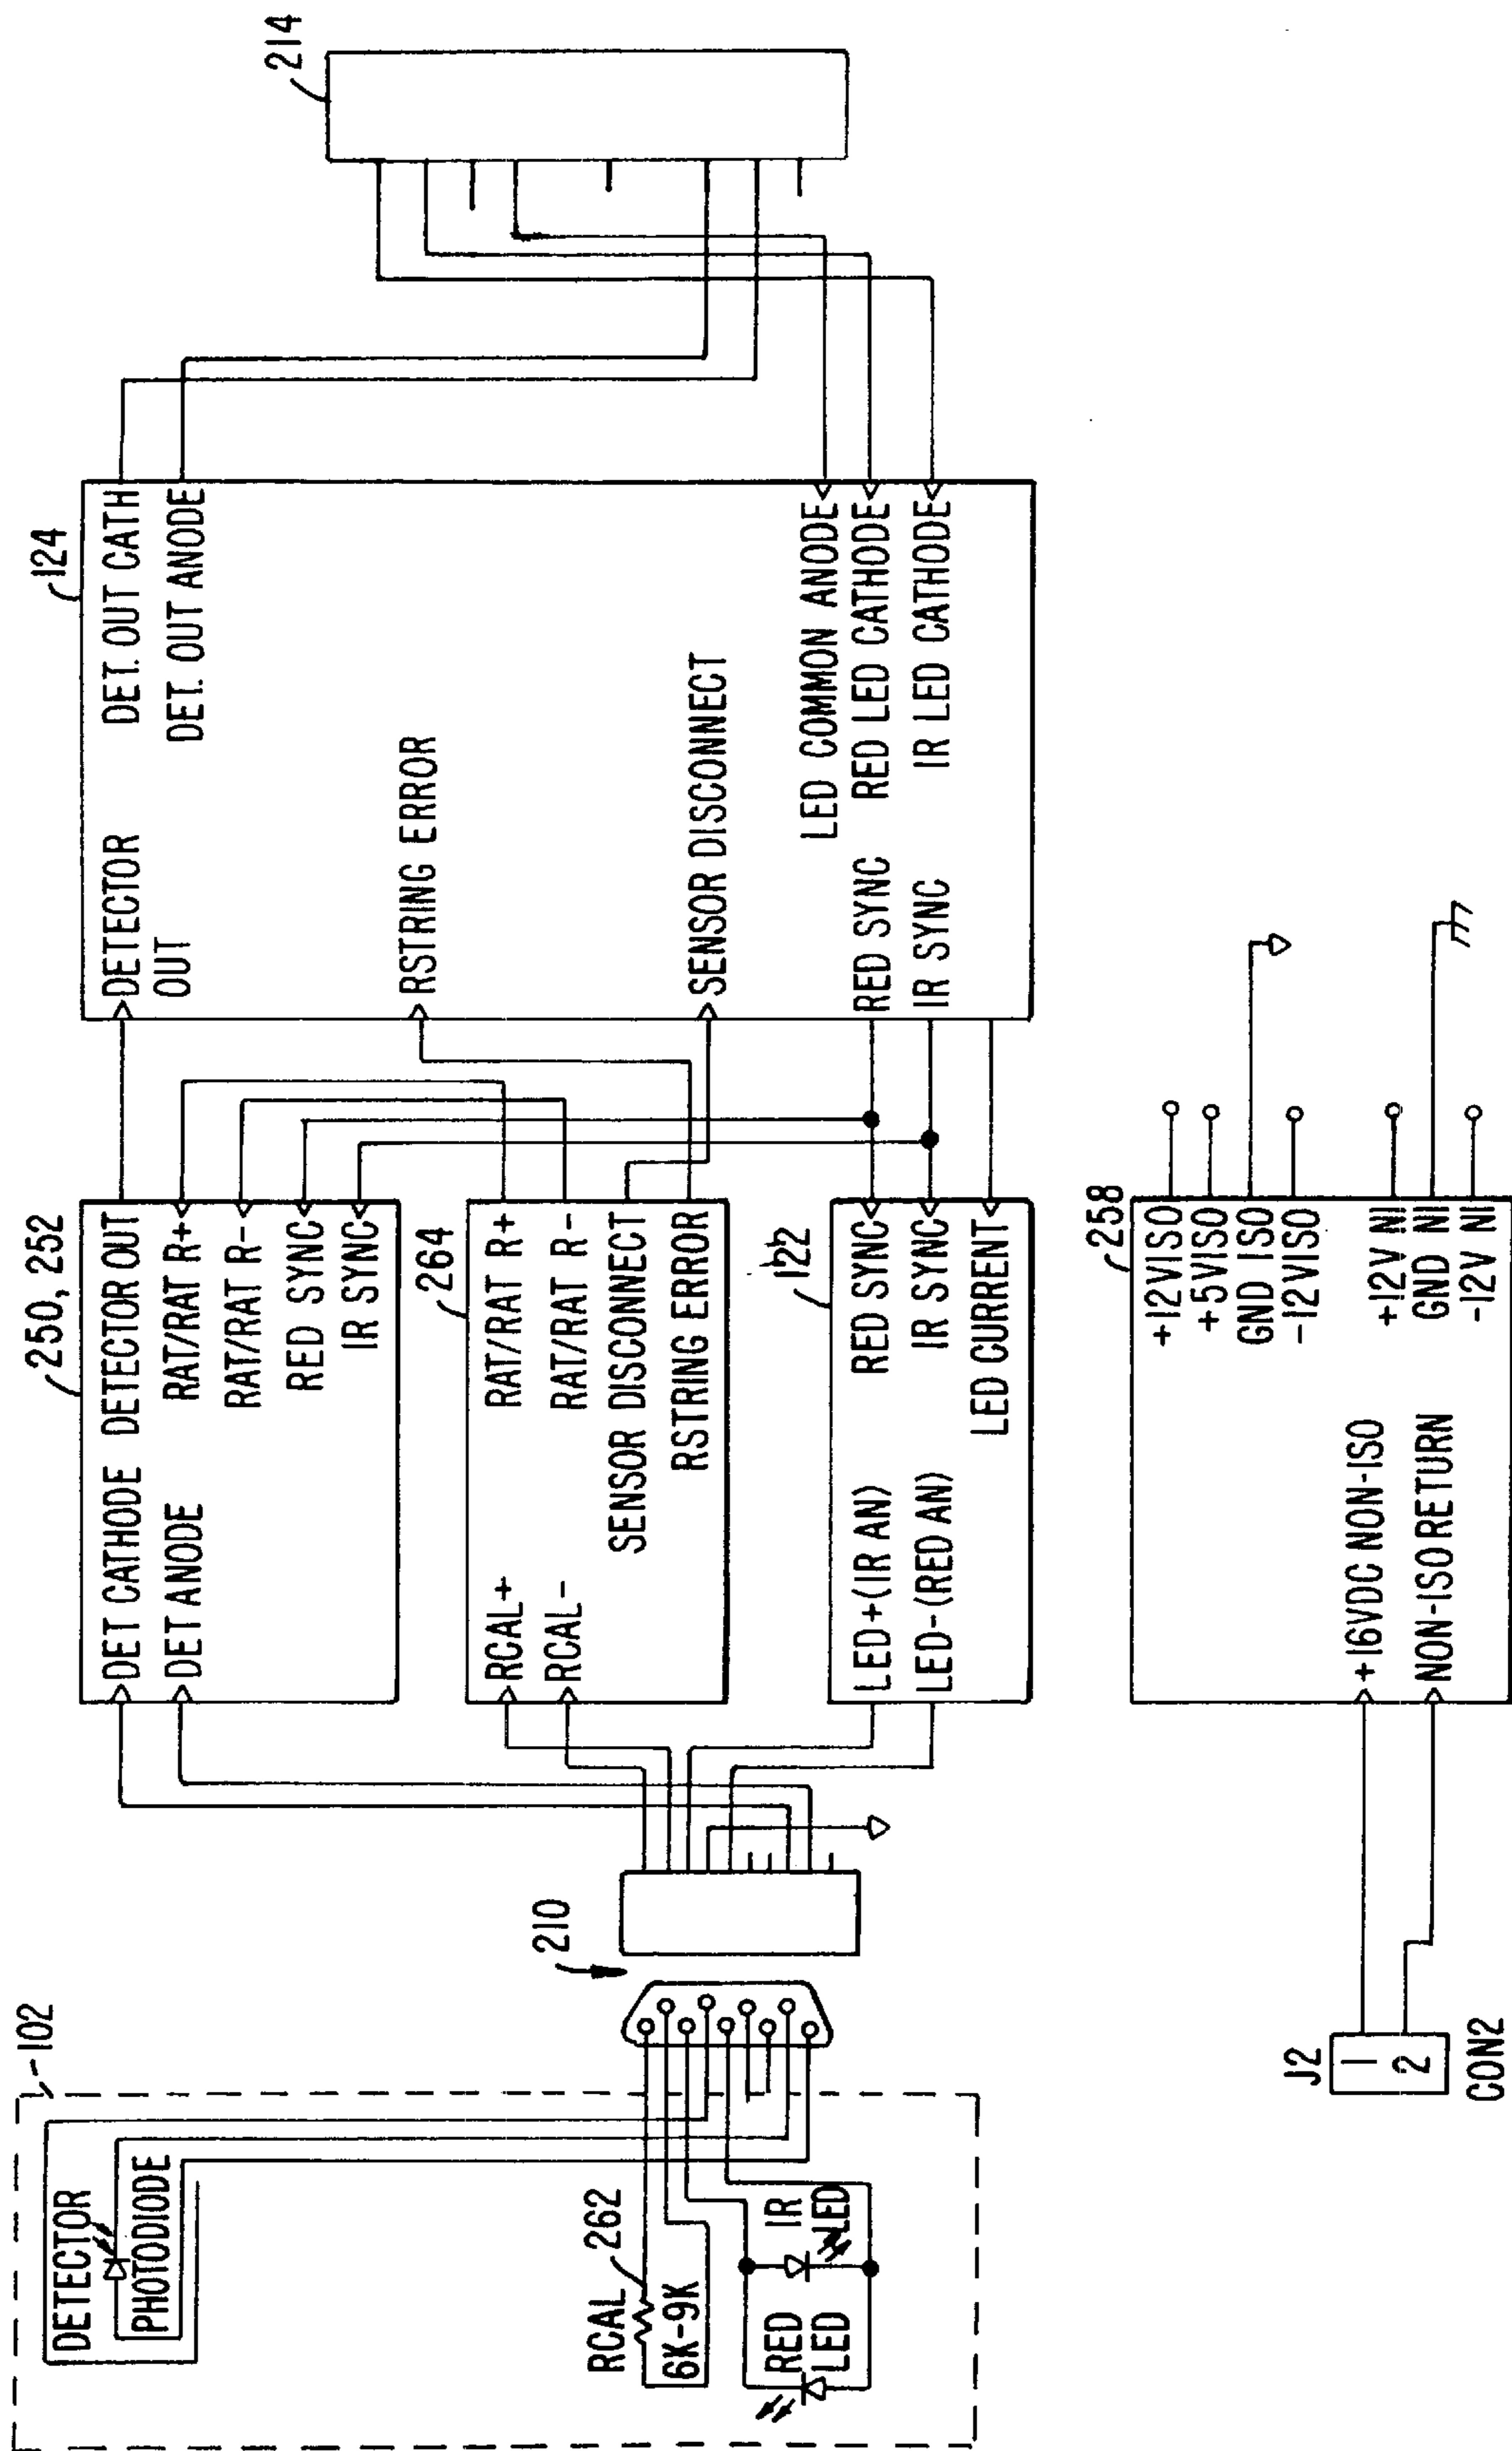 102
DETECTOR
PHOTODIODE
RCAL
262
6K-9K
RED
LED
IR
LED
210
250, 252
DET CATHODE DETECTOR OUT
DET ANODE RAT/RAT R+
RAT/RAT R-
RED SYNC
IR SYNC
264
RCAL+ RAT/RAT R+
RCAL- RAT/RAT R-
SENSOR DISCONNECT
RSTRING ERROR
122
LED+(IR AN) RED SYNC
LED-(RED AN) IR SYNC
LED CURRENT
124
DETECTOR DET. OUT CATH
OUT DET. OUT ANODE
RSTRING ERROR
SENSOR DISCONNECT
LED COMMON ANODE
RED SYNC RED LED CATHODE
IR SYNC IR LED CATHODE
214
J2
1
2
CON2
258
+12VISO
+5VISO
GND ISO
-12VISO
+16VDC NON-ISO +12V NI
NON-ISO RETURN GND NI
-12V NI